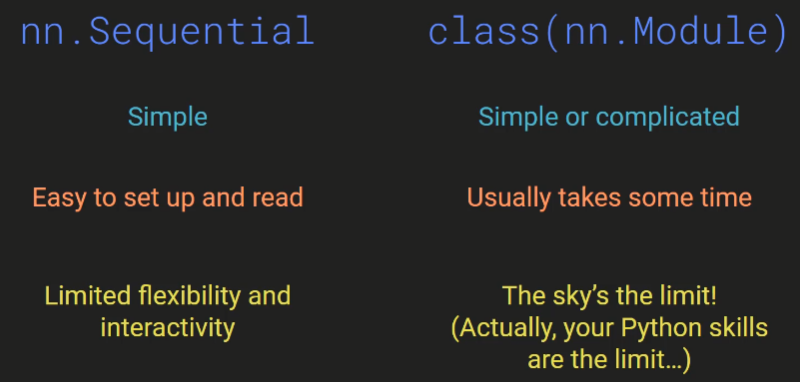 nn.Sequential
class(nn.Module)
Simple
Simple or complicated
Easy to set up and read
Usually takes some time
Limited flexibility and
interactivity
The sky's the limit!
(Actually, your Python skills
are the limit...)